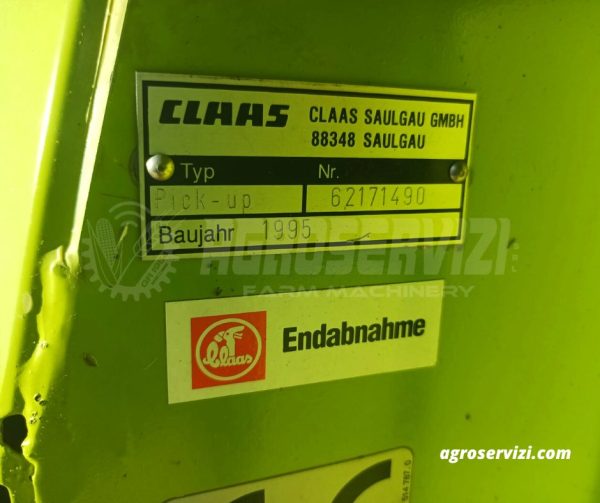 CLAAS
CLAAS SAULGAU GMBH
88348 SAULGAU
Typ Nr.
Pick-up 62171490
Baujahr 1995
AGROSERVIZI
FARM MACHINERY
Claas
Endabnahme
agroservizi.com